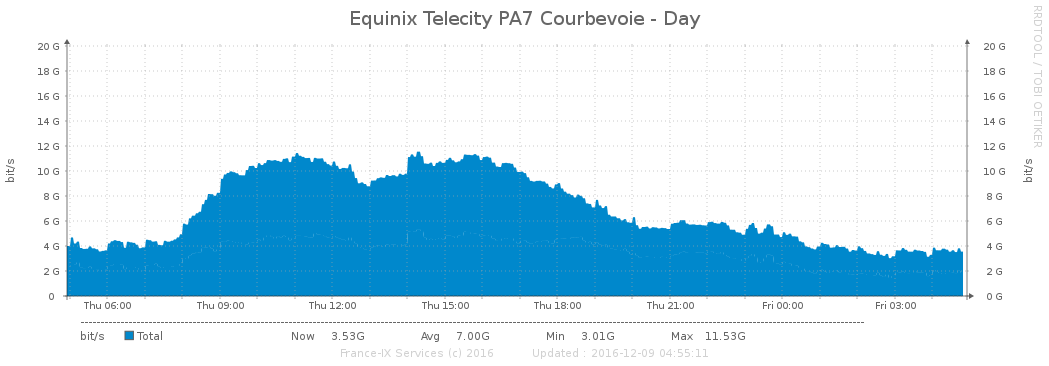 Equinix Telecity PA7 Courbevoie - Day
RRDTOOL / TOBI OETIKER
bit/s
20 G 20 G
18 G 18 G
16 G 16 G
14 G 14 G
12 G 12 G
10 G 10 G
8 G 8 G
6 G 6 G
4 G 4 G
2 G 2 G
0 0 G
bit/s
Thu 06:00 Thu 09:00 Thu 12:00 Thu 15:00 Thu 18:00 Thu 21:00 Fri 00:00 Fri 03:00
bit/s Total Now 3.53G Avg 7.00G Min 3.01G Max 11.53G
France-IX Services (c) 2016 Updated : 2016-12-09 04:55:11